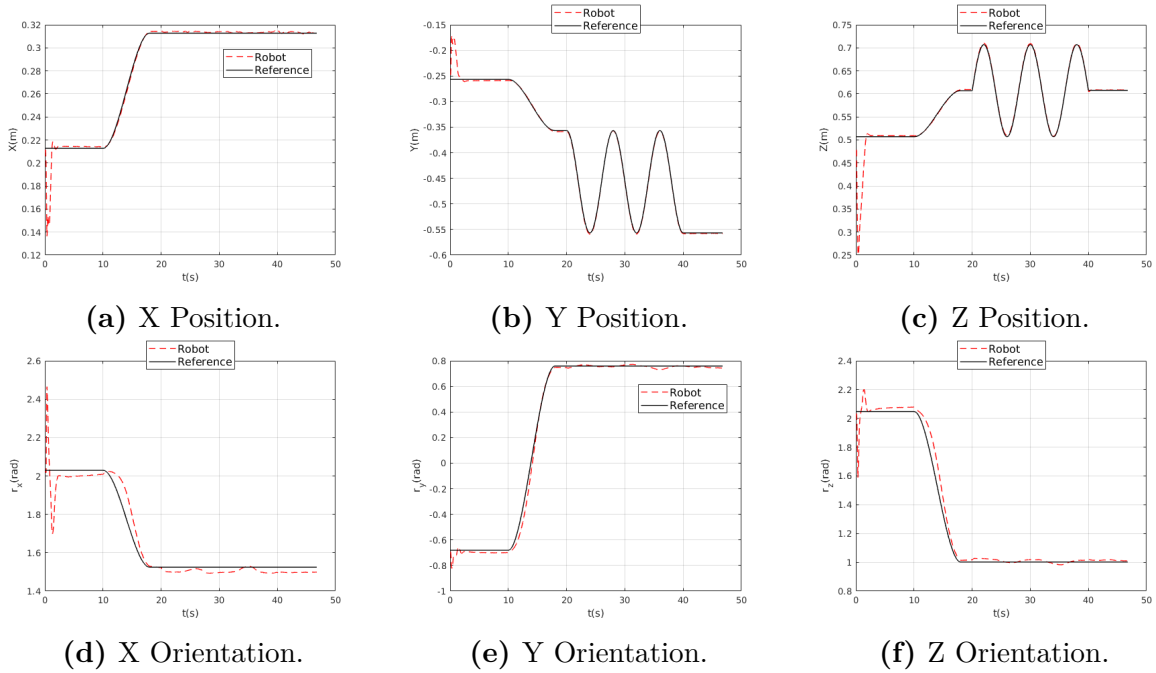 0.32
0.3
0.28
0.26
0.24
0.22
0.2
0.18
0.16
0.14
0.12
X(m)
Robot
Reference
0 10 20 30 40 50
t(s)
(a) X Position.
-0.15
-0.2
-0.25
-0.3
-0.35
-0.4
-0.45
-0.5
-0.55
-0.6
Y(m)
Robot
Reference
0 10 20 30 40 50
t(s)
(b) Y Position.
0.75
0.7
0.65
0.6
0.55
0.5
0.45
0.4
0.35
0.3
0.25
Z(m)
Robot
Reference
0 10 20 30 40 50
t(s)
(c) Z Position.
2.6
2.4
2.2
2
1.8
1.6
1.4
r_x(rad)
Robot
Reference
0 10 20 30 40 50
t(s)
(d) X Orientation.
0.8
0.6
0.4
0.2
0
-0.2
-0.4
-0.6
-0.8
-1
r_y(rad)
Robot
Reference
0 10 20 30 40 50
t(s)
(e) Y Orientation.
2.4
2.2
2
1.8
1.6
1.4
1.2
1
0.8
r_z(rad)
Robot
Reference
0 10 20 30 40 50
t(s)
(f) Z Orientation.